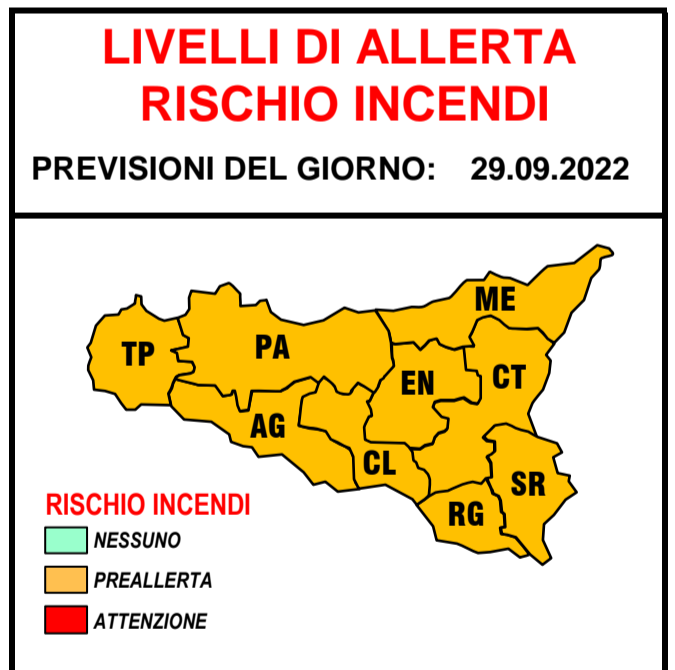 LIVELLI DI ALLERTA
RISCHIO INCENDI
PREVISIONI DEL GIORNO: 29.09.2022
ME
TP
PA
EN
CT
AG
CL
SR
RG
RISCHIO INCENDI
NESSUNO
PREALLERTA
ATTENZIONE